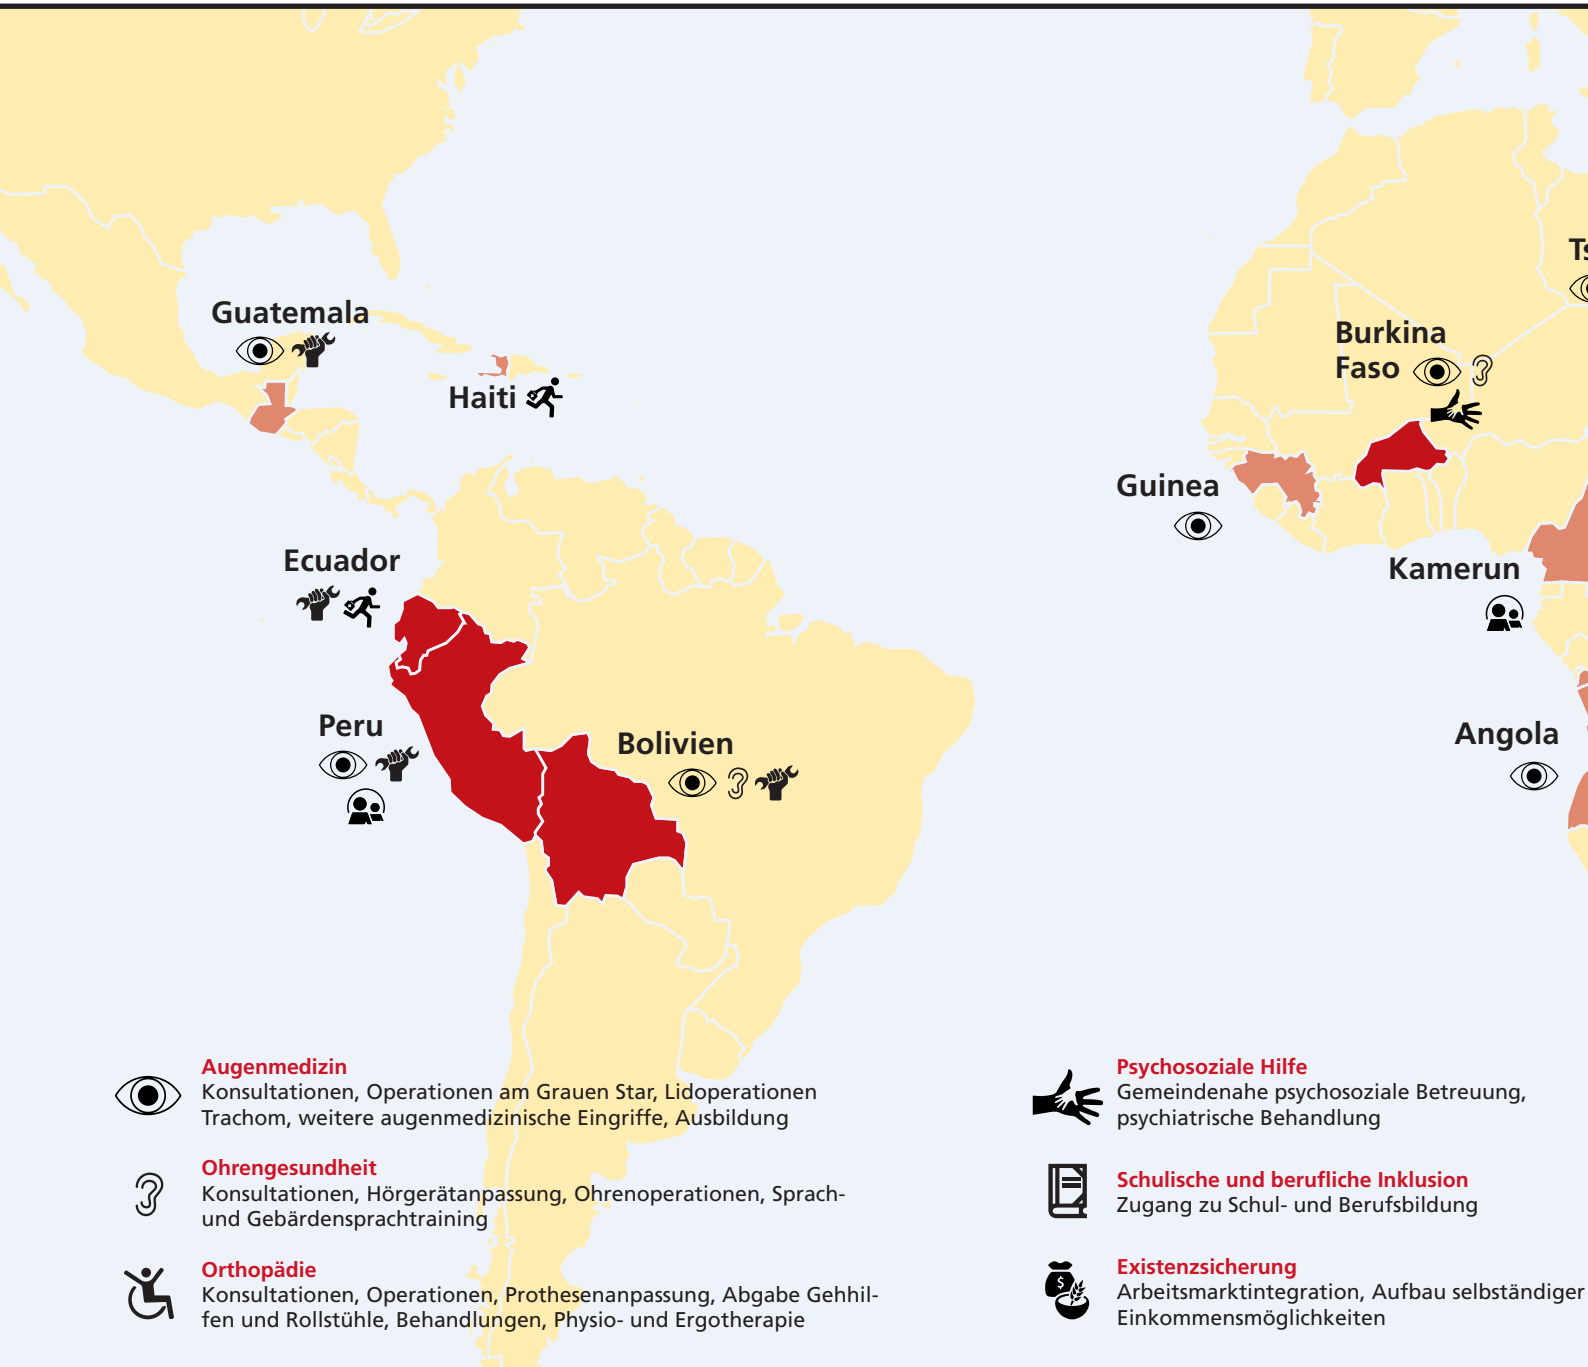 Guatemala
Haiti
Ts
Burkina
Faso
Guinea
Kamerun
Ecuador
Peru
Bolivien
Angola
Augenmedizin
Konsultationen, Operationen am Grauen Star, Lidoperationen
Trachom, weitere augenmedizinische Eingriffe, Ausbildung
Ohrengesundheit
Konsultationen, Hörgerätanpassung, Ohrenoperationen, Sprach-
und Gebärdensprachtraining
Orthopädie
Konsultationen, Operationen, Prothesenanpassung, Abgabe Gehhil-
fen und Rollstühle, Behandlungen, Physio- und Ergotherapie
Psychosoziale Hilfe
Gemeindenahe psychosoziale Betreuung,
psychiatrische Behandlung
Schulische und berufliche Inklusion
Zugang zu Schul- und Berufsbildung
Existenzsicherung
Arbeitsmarktintegration, Aufbau selbständiger
Einkommensmöglichkeiten